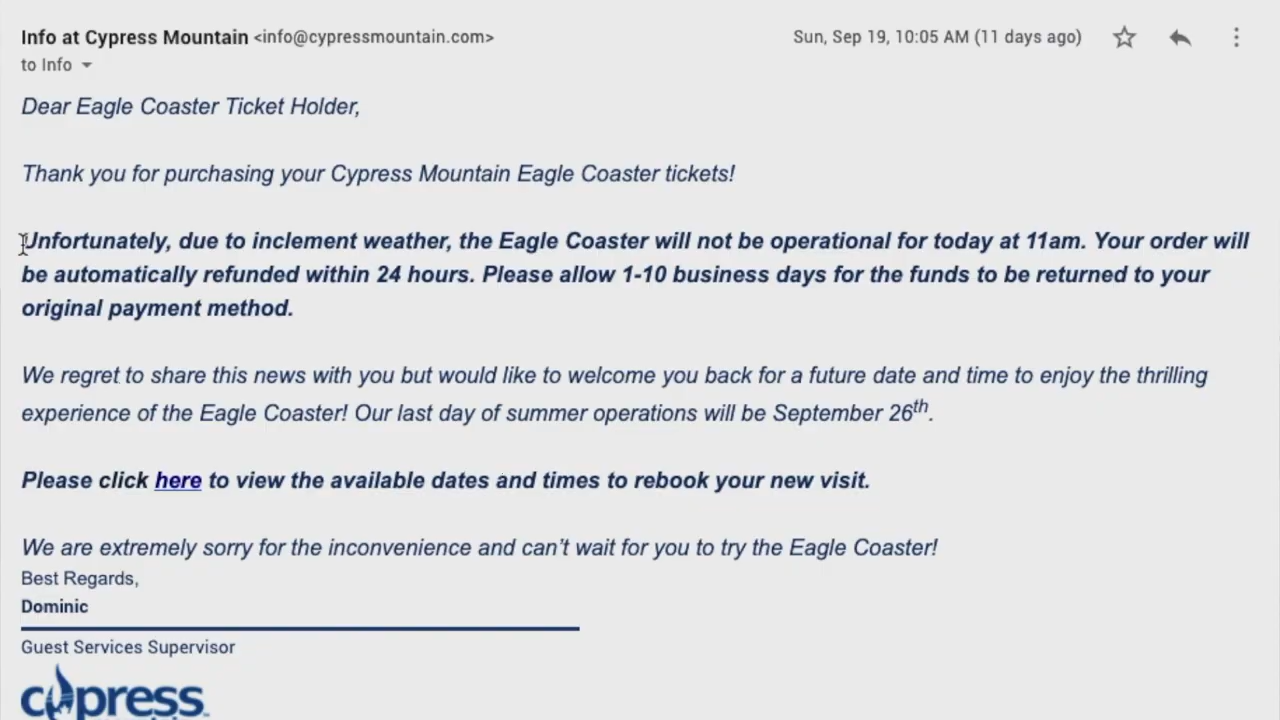 Info at Cypress Mountain <info@cypressmountain.com> Sun, Sep 19, 10:05 AM (11 days ago)
to Info
Dear Eagle Coaster Ticket Holder,
Thank you for purchasing your Cypress Mountain Eagle Coaster tickets!
Unfortunately, due to inclement weather, the Eagle Coaster will not be operational for today at 11am. Your order will
be automatically refunded within 24 hours. Please allow 1-10 business days for the funds to be returned to your
original payment method.
We regret to share this news with you but would like to welcome you back for a future date and time to enjoy the thrilling
experience of the Eagle Coaster! Our last day of summer operations will be September 26th.
Please click here to view the available dates and times to rebook your new visit.
We are extremely sorry for the inconvenience and can't wait for you to try the Eagle Coaster!
Best Regards,
Dominic
Guest Services Supervisor
cypress